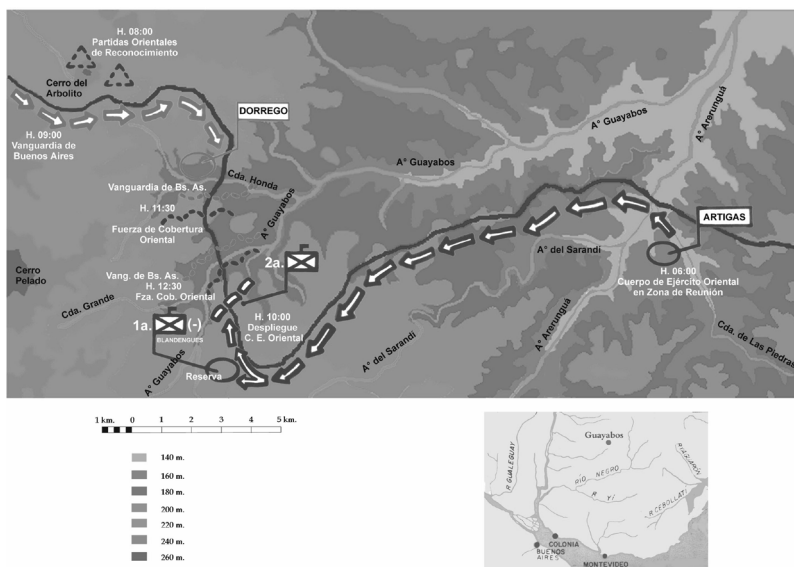 H. 08:00
Partidas Orientales
de Reconocimiento
Cerro del
Arbolito
DORREGO
H. 09:00
Vanguardia de
Buenos Aires
A° Guayabos
A° Arerunguá
A° Guayabos
Cda. Honda
Vanguardia de Bs. As.
H. 11:30
Fuerza de Cobertura
Oriental
A° Guayabos
ARTIGAS
A° del Sarandi
H. 06:00
Cuerpo de Ejército Oriental
en Zona de Reunión
2a.
Cerro
Pelado
Vang. de Bs. As.
H. 12:30
Fza. Cob. Oriental
Cda. Grande
1a.
(-)
BLANDENGUES
H. 10:00
Despliegue
C. E. Oriental
A° Arerunguá
A° del Sarandí
Cda. de Las Piedras
A° Guayabos
Reserva
1 km. 0 1 2 3 4 5 km.
140 m.
160 m.
180 m.
200 m.
220 m.
240 m.
260 m.
Guayabos
R. GUALEGUAY
RÍO NEGRO
R YÍ
R. CEBOLLATI
COLONIA
BUENOS
AIRES
MONTEVIDEO